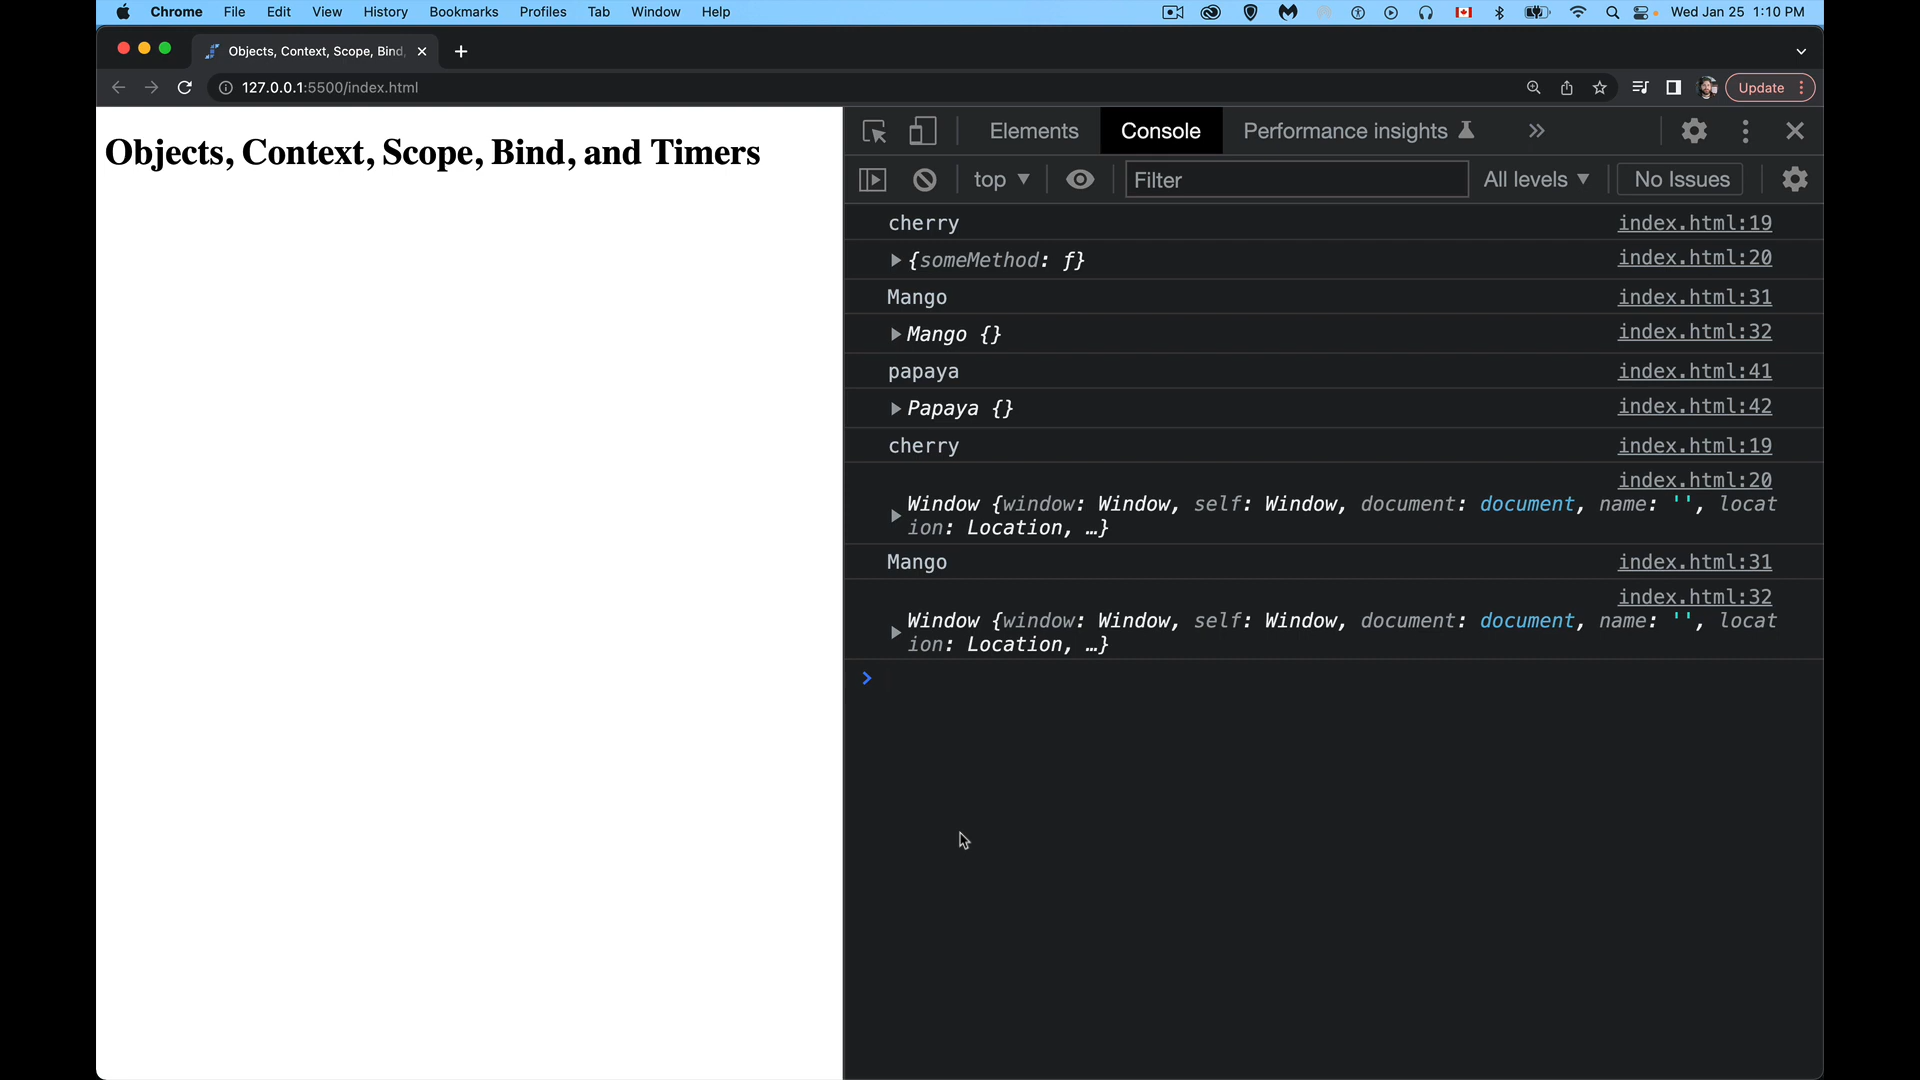 Chrome File Edit View History Bookmarks Profiles Tab Window Help Wed Jan 25 1:10 PM
Objects, Context, Scope, Bind,
127.0.0.1:5500/index.html Update
Objects, Context, Scope, Bind, and Timers
Elements Console Performance insights
top Filter All levels No Issues
cherry index.html:19
{someMethod: ƒ} index.html:20
Mango index.html:31
Mango {} index.html:32
papaya index.html:41
Papaya {} index.html:42
cherry index.html:19
index.html:20
Window {window: Window, self: Window, document: document, name: '', locat
ion: Location, …}
Mango index.html:31
index.html:32
Window {window: Window, self: Window, document: document, name: '', locat
ion: Location, …}